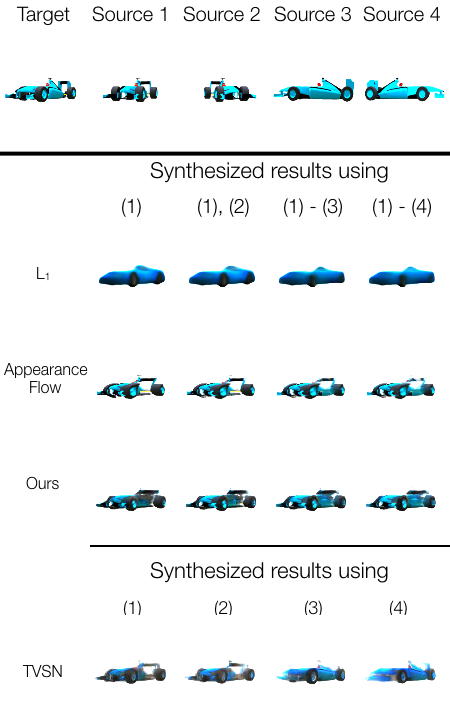 Target Source 1 Source 2 Source 3 Source 4
Synthesized results using
(1) (1), (2) (1) - (3) (1) - (4)
L₁
Appearance
Flow
Ours
Synthesized results using
(1) (2) (3) (4)
TVSN